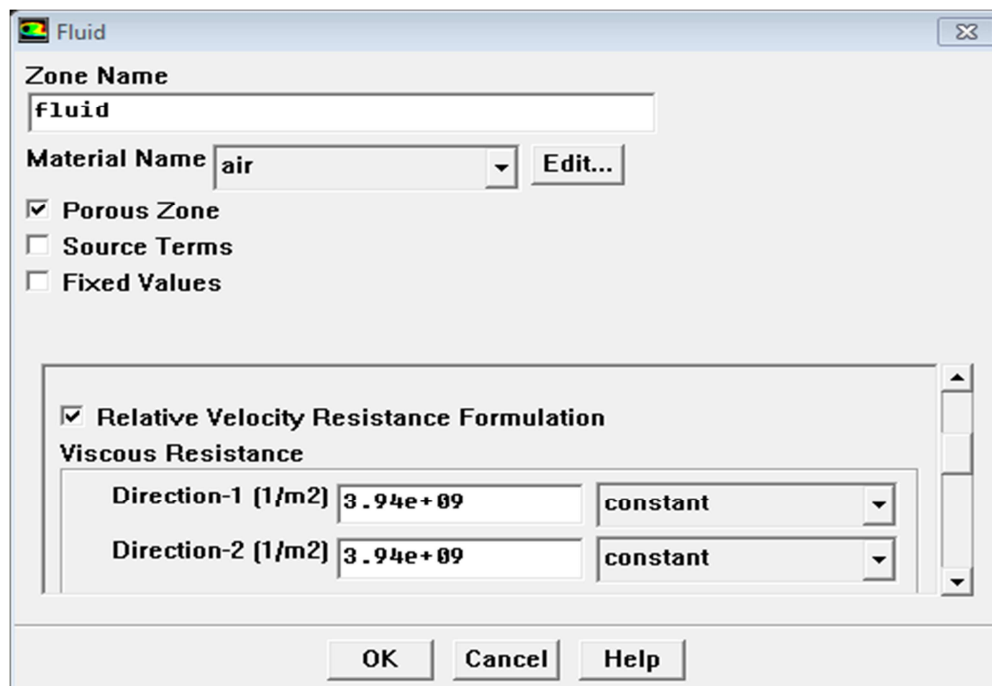 Fluid
Zone Name
fluid
Material Name air Edit...
Porous Zone
Source Terms
Fixed Values
Relative Velocity Resistance Formulation
Viscous Resistance
Direction-1 (1/m2) 3.94e+09 constant
Direction-2 (1/m2) 3.94e+09 constant
OK Cancel Help